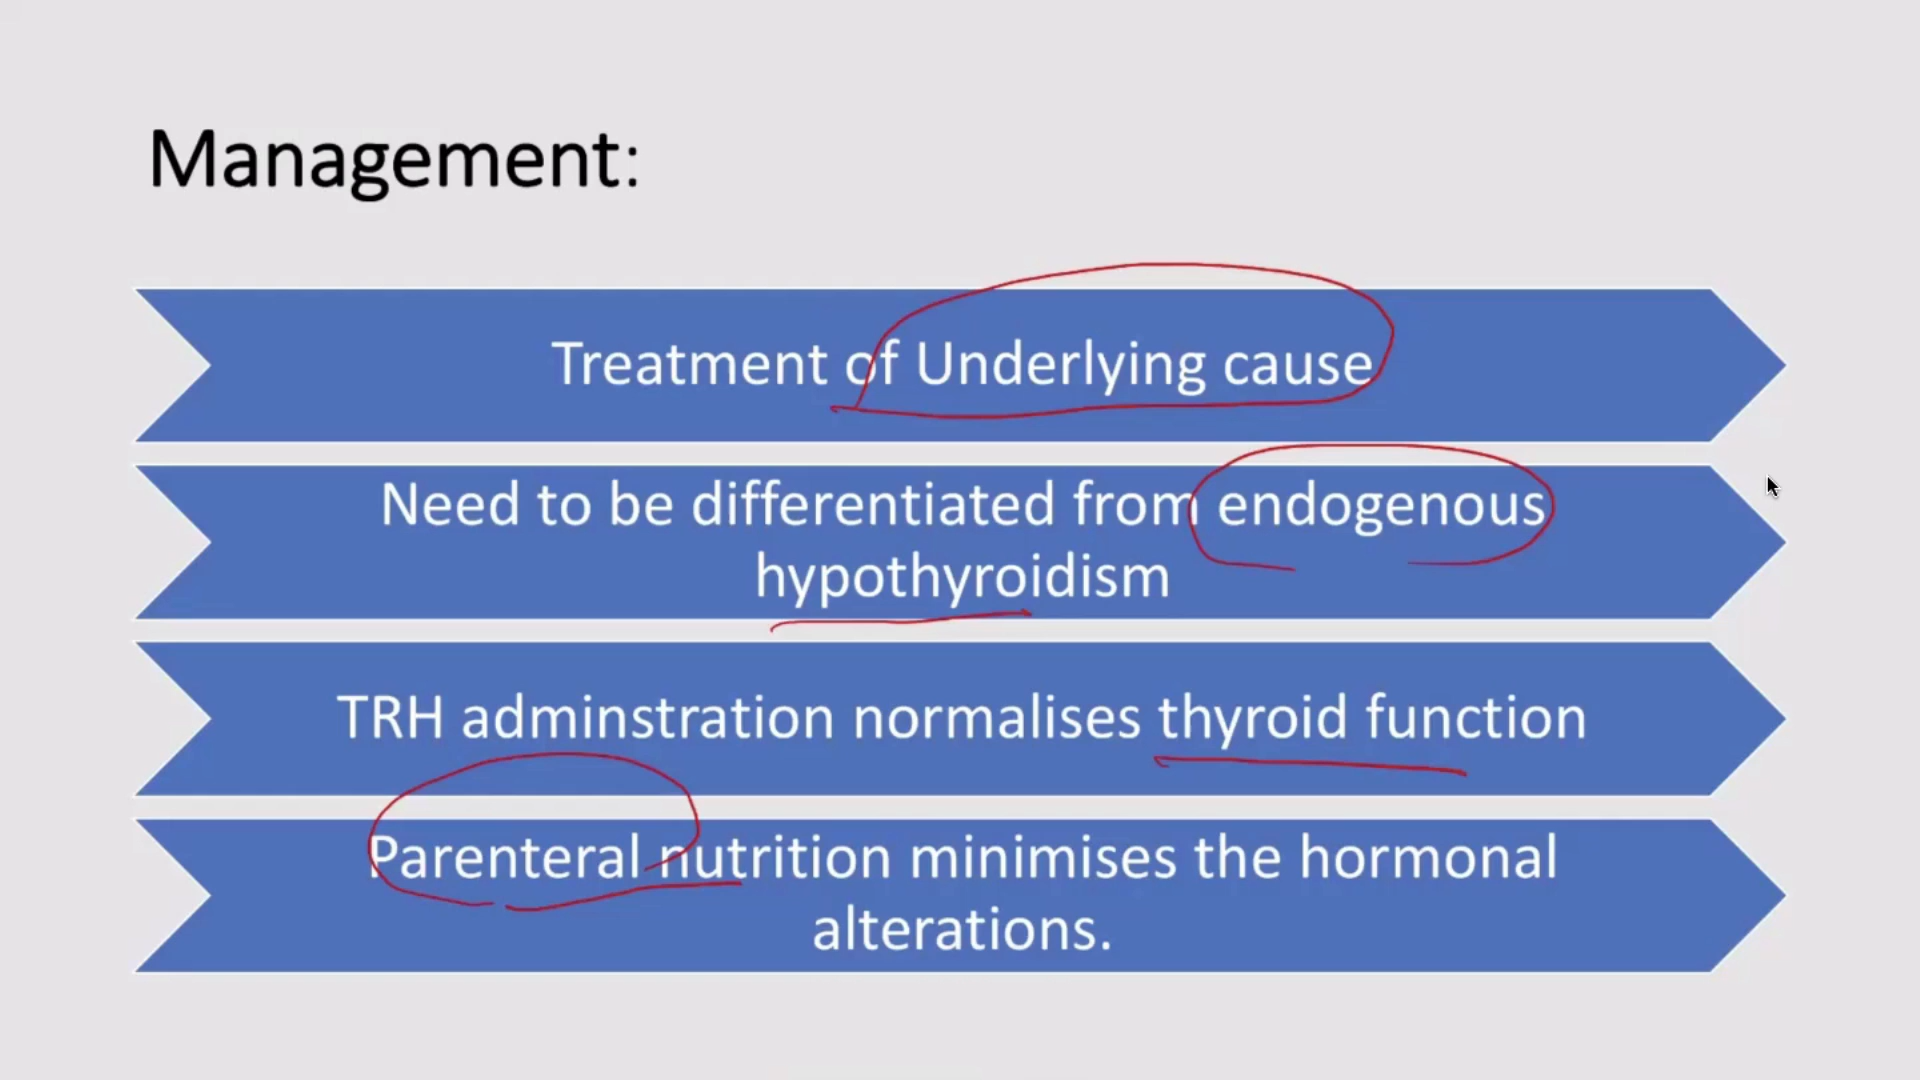 Management:
Treatment of Underlying cause
Need to be differentiated from endogenous
hypothyroidism
TRH adminstration normalises thyroid function
Parenteral nutrition minimises the hormonal
alterations.